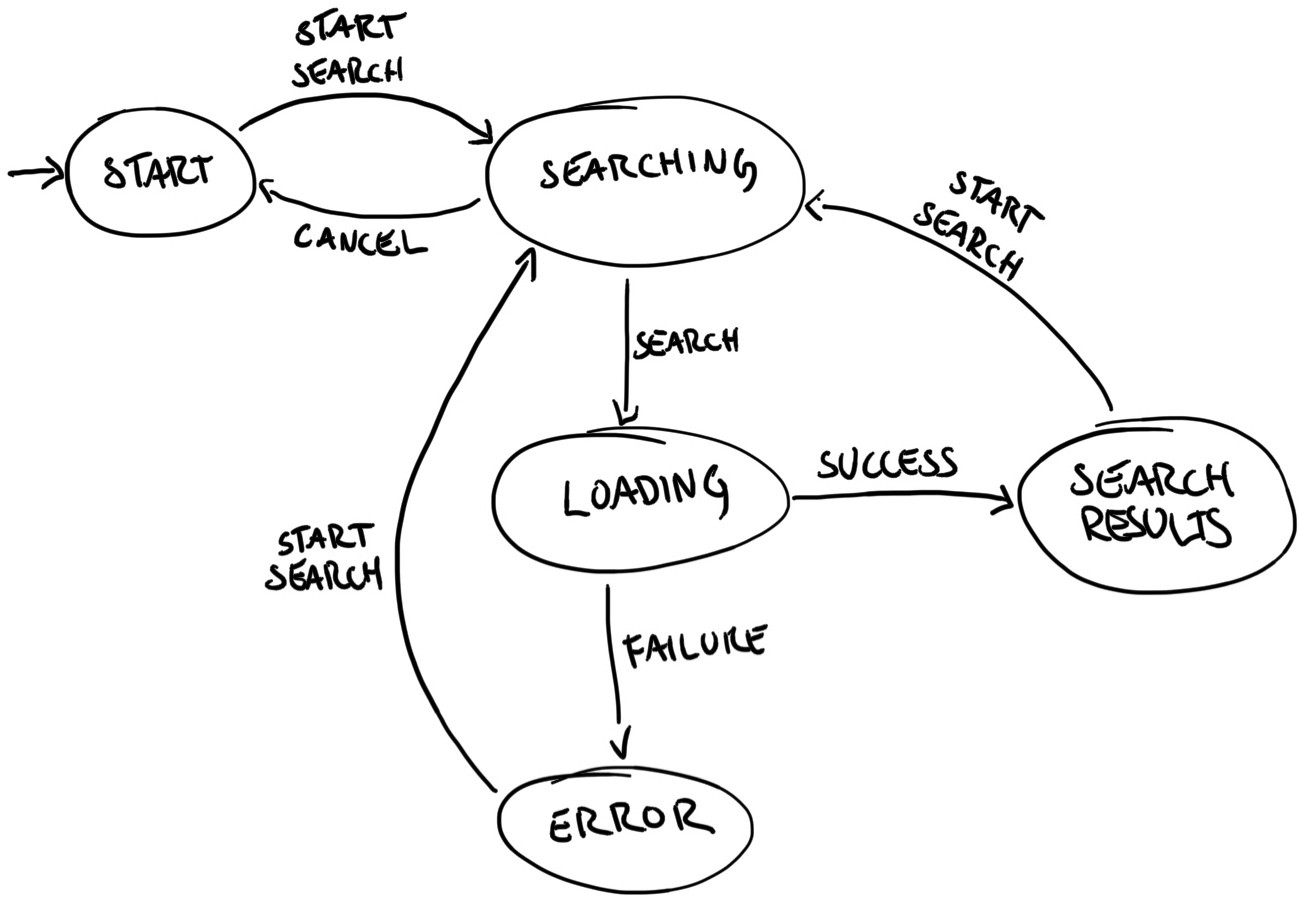 START
SEARCH
START
SEARCHING
CANCEL
START
SEARCH
SEARCH
LOADING
SUCCESS
SEARCH
RESULTS
START
SEARCH
FAILURE
ERROR